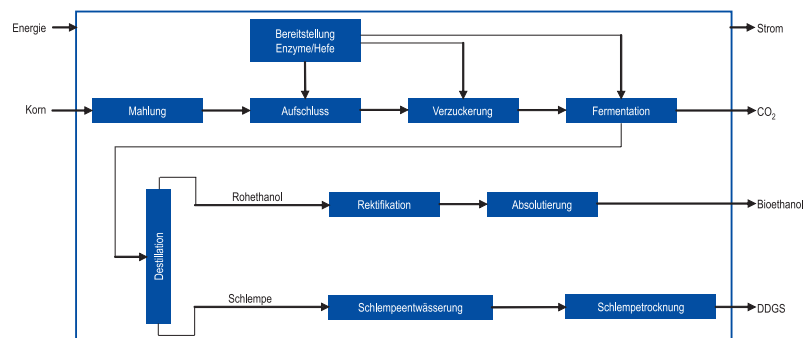 Energie
Bereitstellung
Enzyme/Hefe
Strom
Korn
Mahlung
Aufschluss
Verzuckerung
Fermentation
CO₂
Destillation
Rohethanol
Rektifikation
Absolutierung
Bioethanol
Schlempe
Schlempeentwässerung
Schlempetrocknung
DDGS